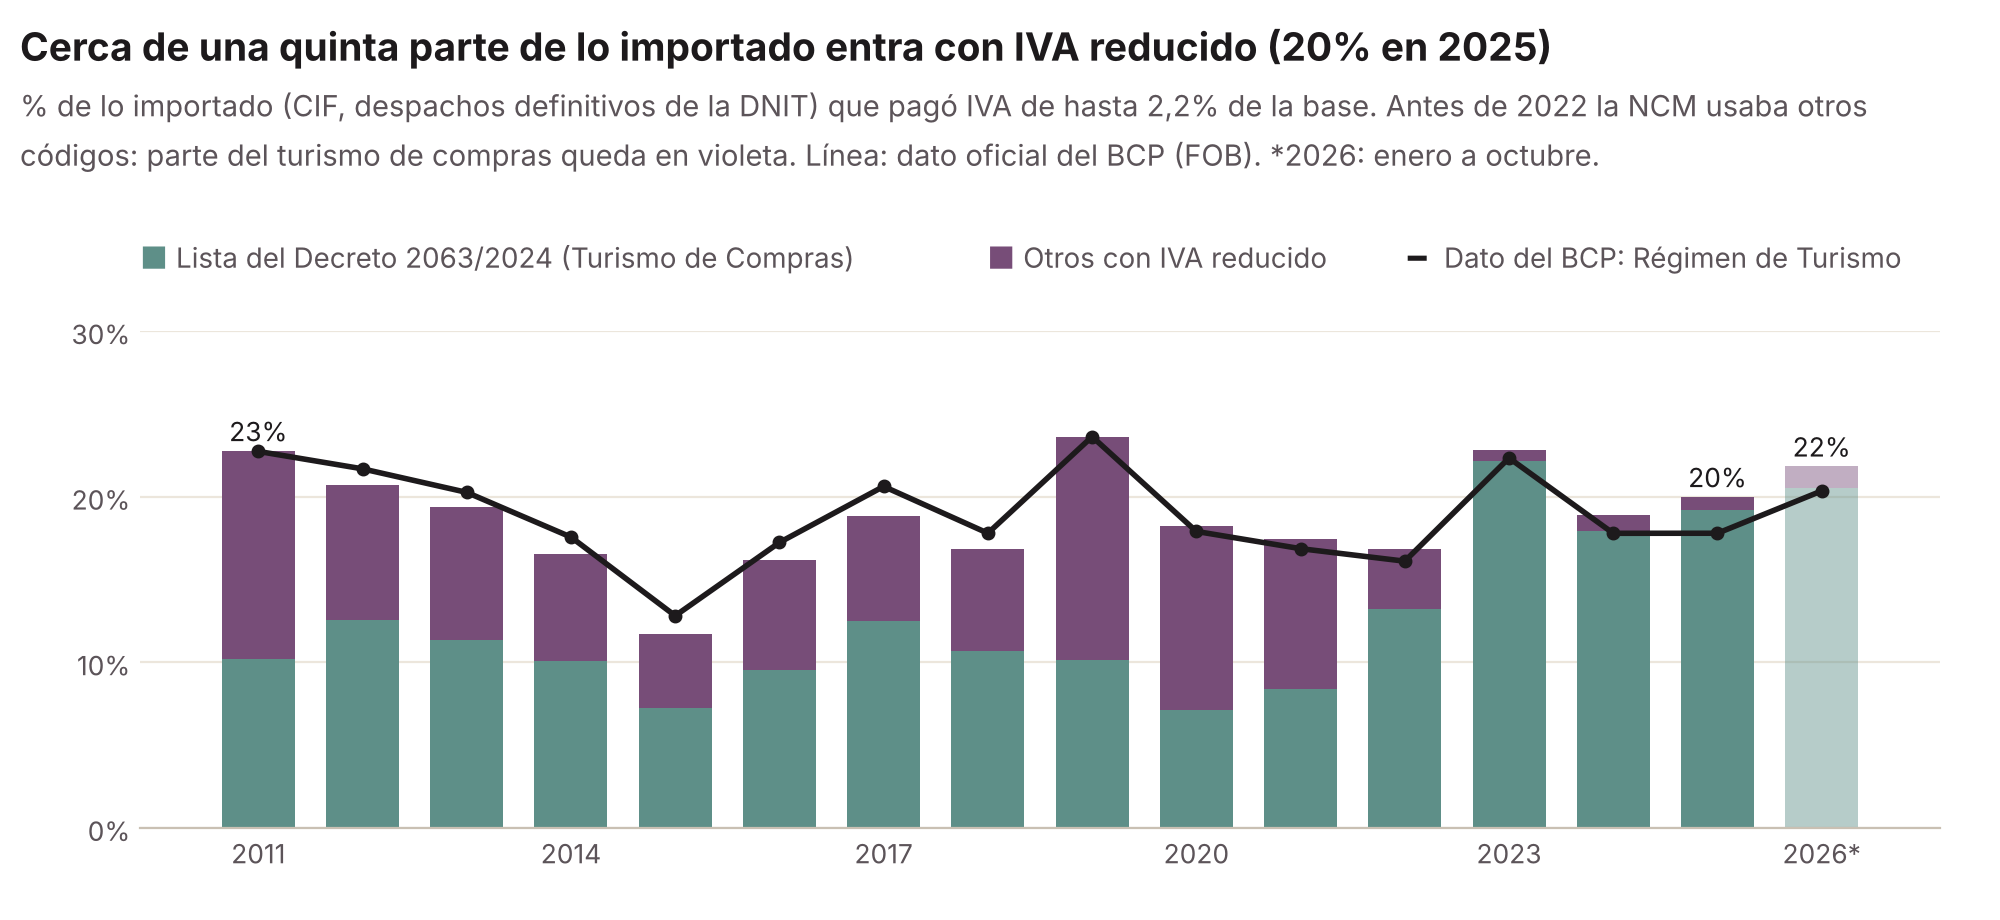 Cerca de una quinta parte de lo importado entra con IVA reducido (20% en 2025)
% de lo importado (CIF, despachos definitivos de la DNIT) que pagó IVA de hasta 2,2% de la base. Antes de 2022 la NCM usaba otros
códigos: parte del turismo de compras queda en violeta. Línea: dato oficial del BCP (FOB). *2026: enero a octubre.
Lista del Decreto 2063/2024 (Turismo de Compras) Otros con IVA reducido Dato del BCP: Régimen de Turismo
30%
23%
22%
20%
20%
10%
0%
2011 2014 2017 2020 2023 2026*